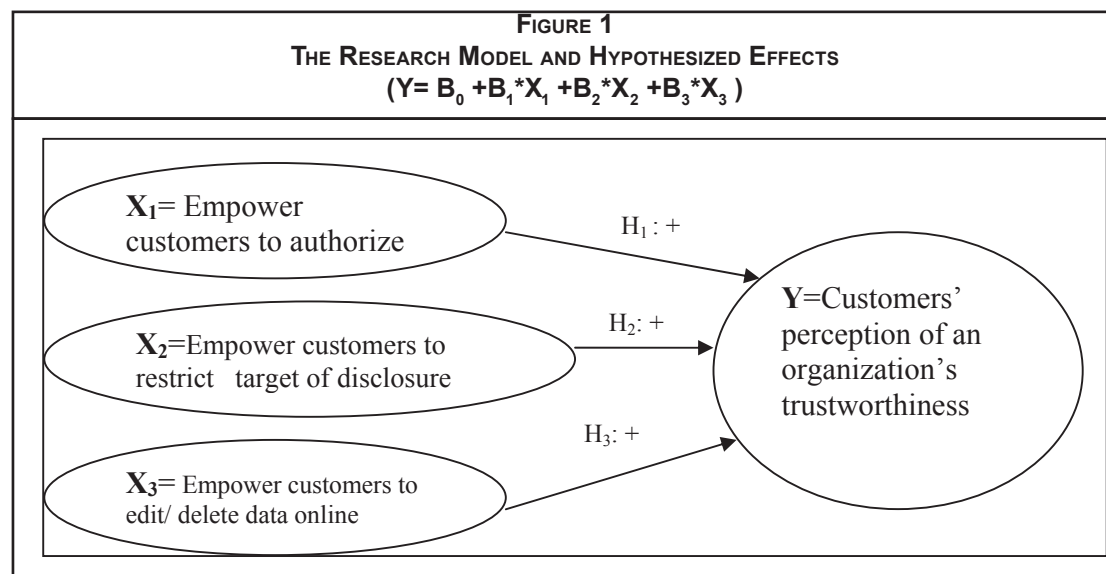 FIGURE 1
THE RESEARCH MODEL AND HYPOTHESIZED EFFECTS
(Y= B₀ +B₁*X₁ +B₂*X₂ +B₃*X₃ )
X₁= Empower
customers to authorize
H₁ : +
X₂=Empower customers to
restrict target of disclosure
H₂: +
X₃= Empower customers to
edit/ delete data online
H₃: +
Y=Customers’
perception of an
organization’s
trustworthiness